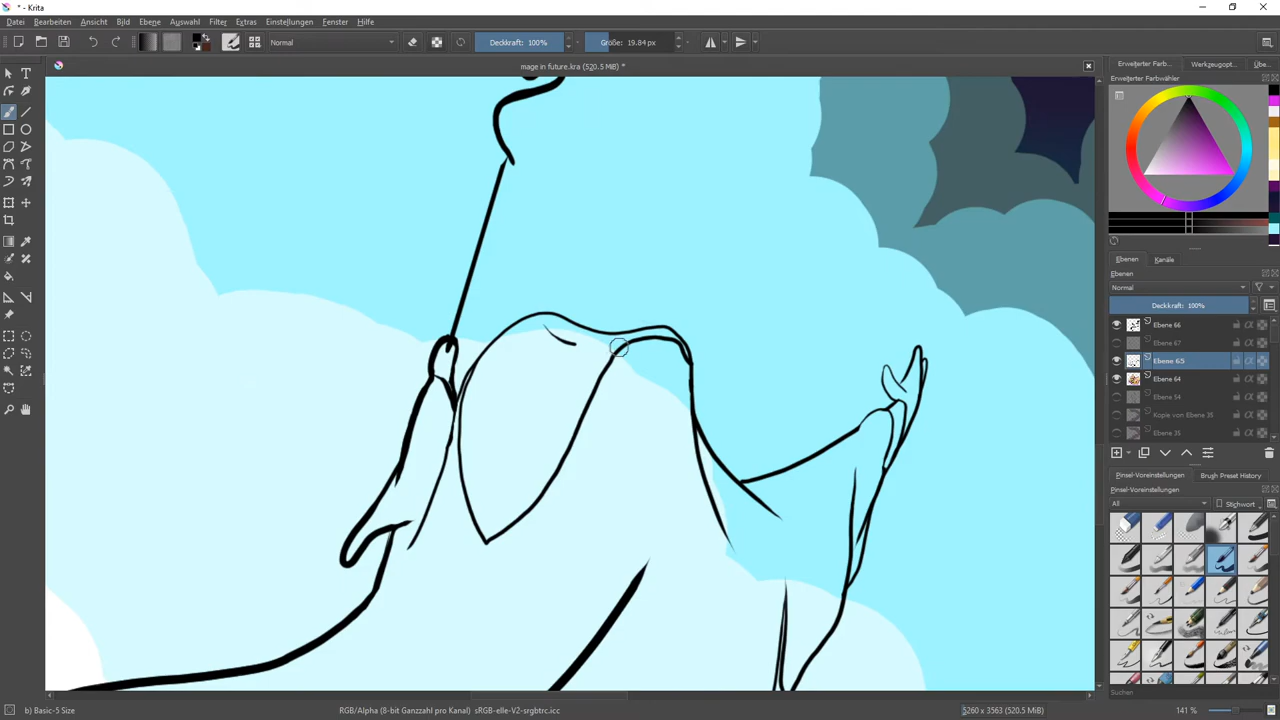 * - Krita
Datei Bearbeiten Ansicht Bild Ebene Auswahl Filter Extras Einstellungen Fenster Hilfe
Normal Deckkraft: 100% Größe: 19.84 px
mage in future.kra (520.5 MiB) *
Erweiterter Farb... Werkzeugopt... Übe...
Erweiterter Farbwähler
Ebenen Kanäle
Ebenen
Normal
Deckkraft: 100%
Ebene 66
Ebene 67
Ebene 65
Ebene 64
Ebene 54
Kopie von Ebene 35
Ebene 35
Pinsel-Voreinstellungen Brush Preset History
Pinsel-Voreinstellungen
All Stichwort
Suchen
b) Basic-5 Size RGB/Alpha (8-bit Ganzzahl pro Kanal) sRGB-elle-V2-srgbtrc.icc 5260 x 3563 (520.5 MiB) 141 %